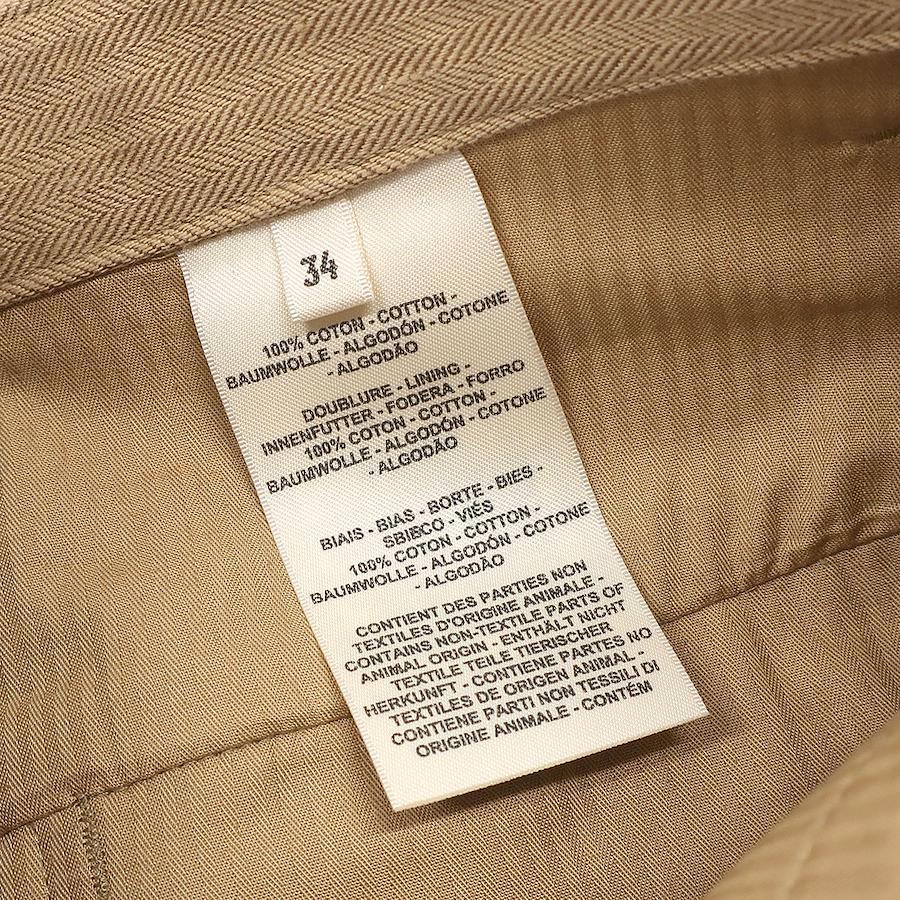 34
100% COTON - COTTON -
BAUMWOLLE - ALGODÓN - COTONE
- ALGODÃO
DOUBLURE - LINING -
INNENFUTTER - FODERA - FORRO
100% COTON - COTTON -
BAUMWOLLE - ALGODÓN - COTONE
- ALGODÃO
BIAIS - BIAS - BORTE - BIES -
SBIBCO - VIÉS
100% COTON - COTTON -
BAUMWOLLE - ALGODÓN - COTONE
- ALGODÃO
CONTIENT DES PARTIES NON
TEXTILES D'ORIGINE ANIMALE -
CONTAINS NON-TEXTILE PARTS OF
ANIMAL ORIGIN - ENTHÄLT NICHT
TEXTILE TEILE TIERISCHER
HERKUNFT - CONTIENE PARTES NO
TEXTILES DE ORIGEN ANIMAL -
CONTIENE PARTI NON TESSILI DI
ORIGINE ANIMALE - CONTÉM